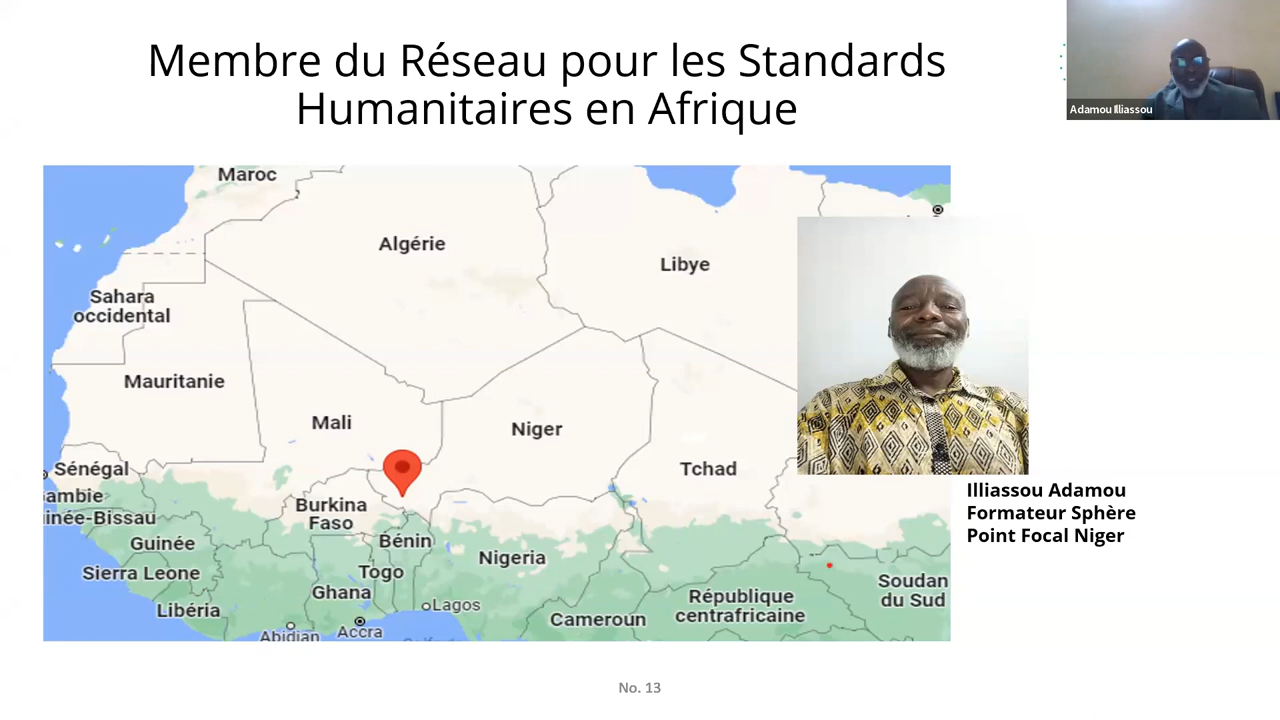 Membre du Réseau pour les Standards
Humanitaires en Afrique
Adamou Illiassou
Maroc
Algérie
Libye
Sahara
occidental
Mauritanie
Mali
Niger
Tchad
Sénégal
ambie
inée-Bissau
Burkina
Faso
Bénin
Guinée
Nigeria
Sierra Leone
Togo
Ghana
Libéria
Lagos
Cameroun
République
centrafricaine
Soudan
du Sud
Abidjan
Accra
Illiassou Adamou
Formateur Sphère
Point Focal Niger
No. 13